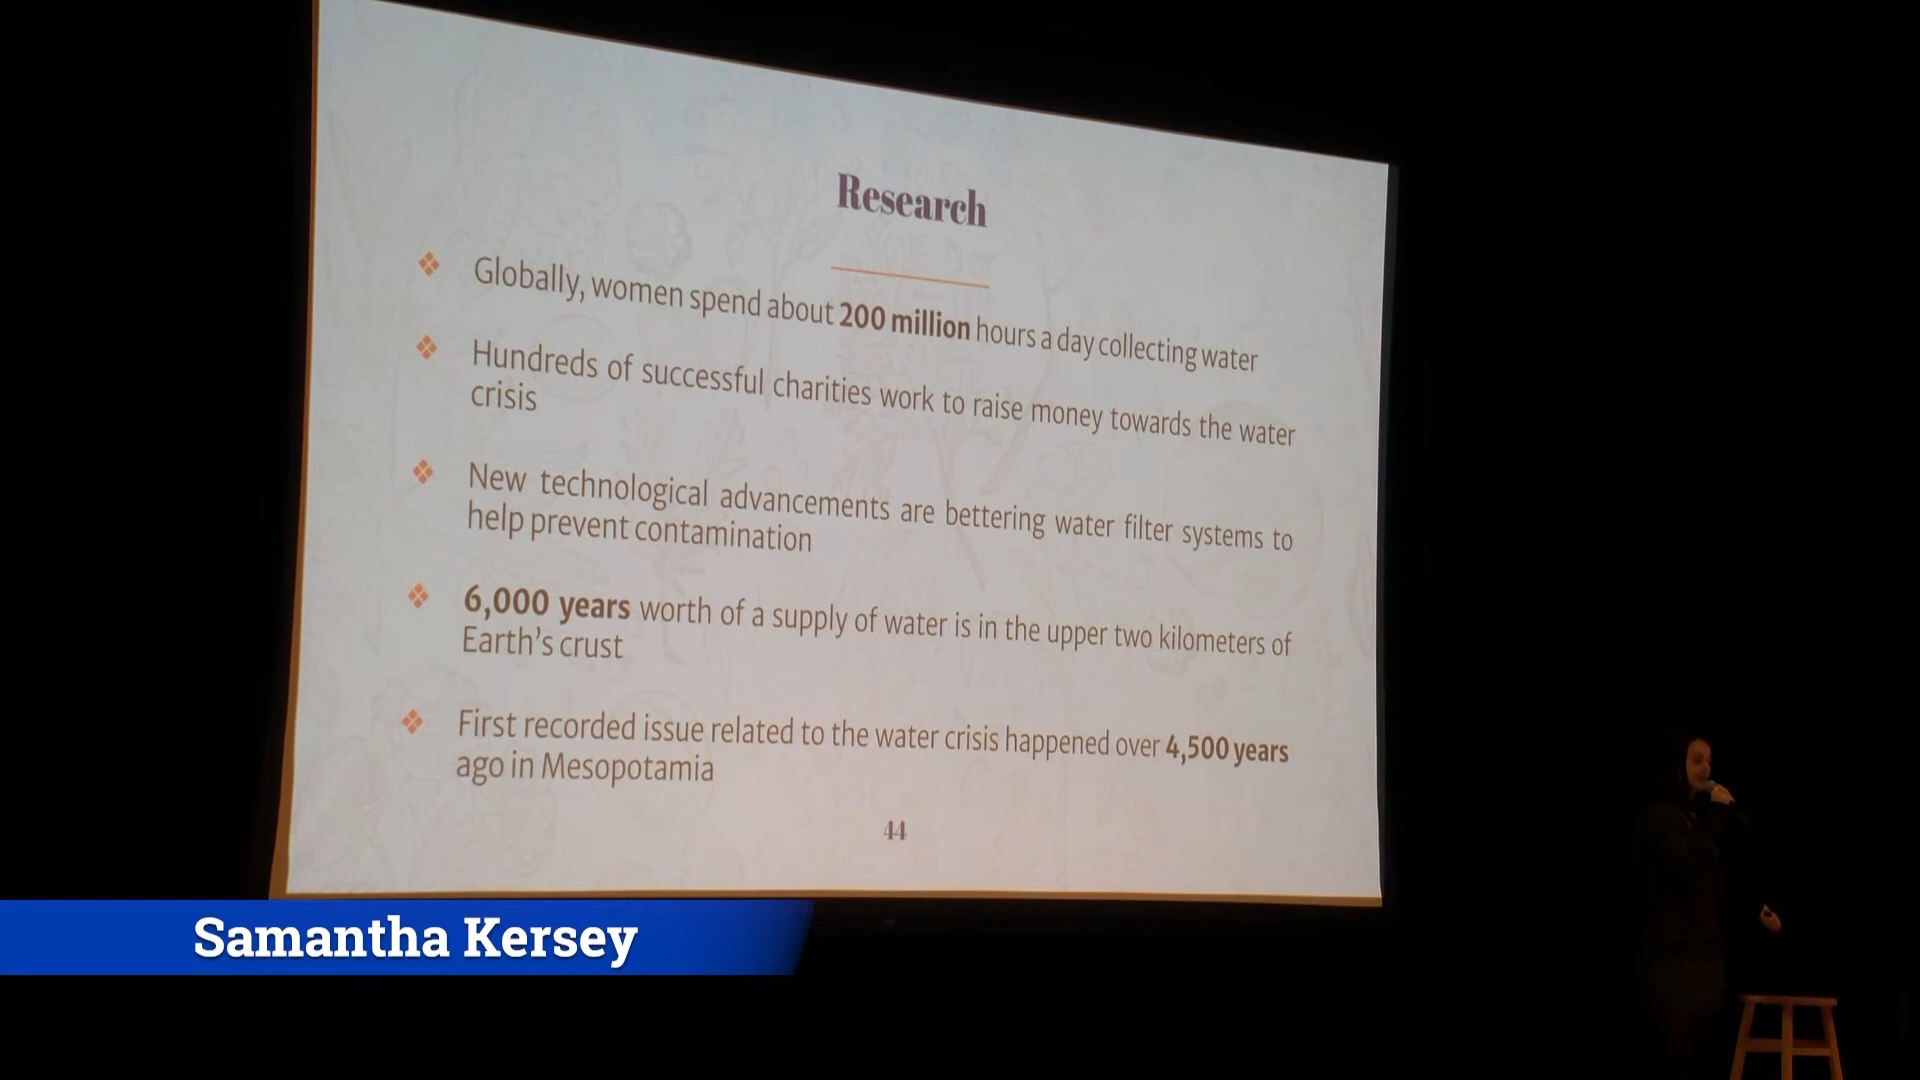 Research
Globally, women spend about 200 million hours a day collecting water
Hundreds of successful charities work to raise money towards the water
crisis
New technological advancements are bettering water filter systems to
help prevent contamination
6,000 years worth of a supply of water is in the upper two kilometers of
Earth's crust
First recorded issue related to the water crisis happened over 4,500 years
ago in Mesopotamia
44
Samantha Kersey